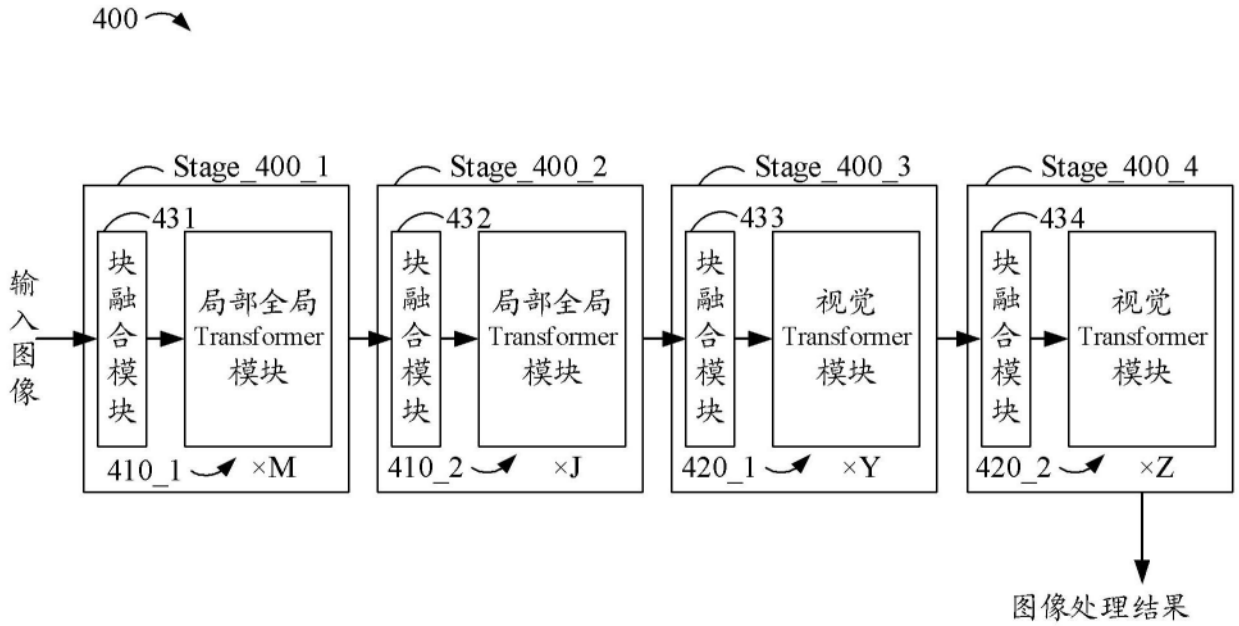 400
Stage_400_1
Stage_400_2
Stage_400_3
Stage_400_4
431
432
433
434
输入图像
块融合模块
局部全局
Transformer
模块
块融合模块
局部全局
Transformer
模块
块融合模块
视觉
Transformer
模块
块融合模块
视觉
Transformer
模块
410_1
×M
410_2
×J
420_1
×Y
420_2
×Z
图像处理结果